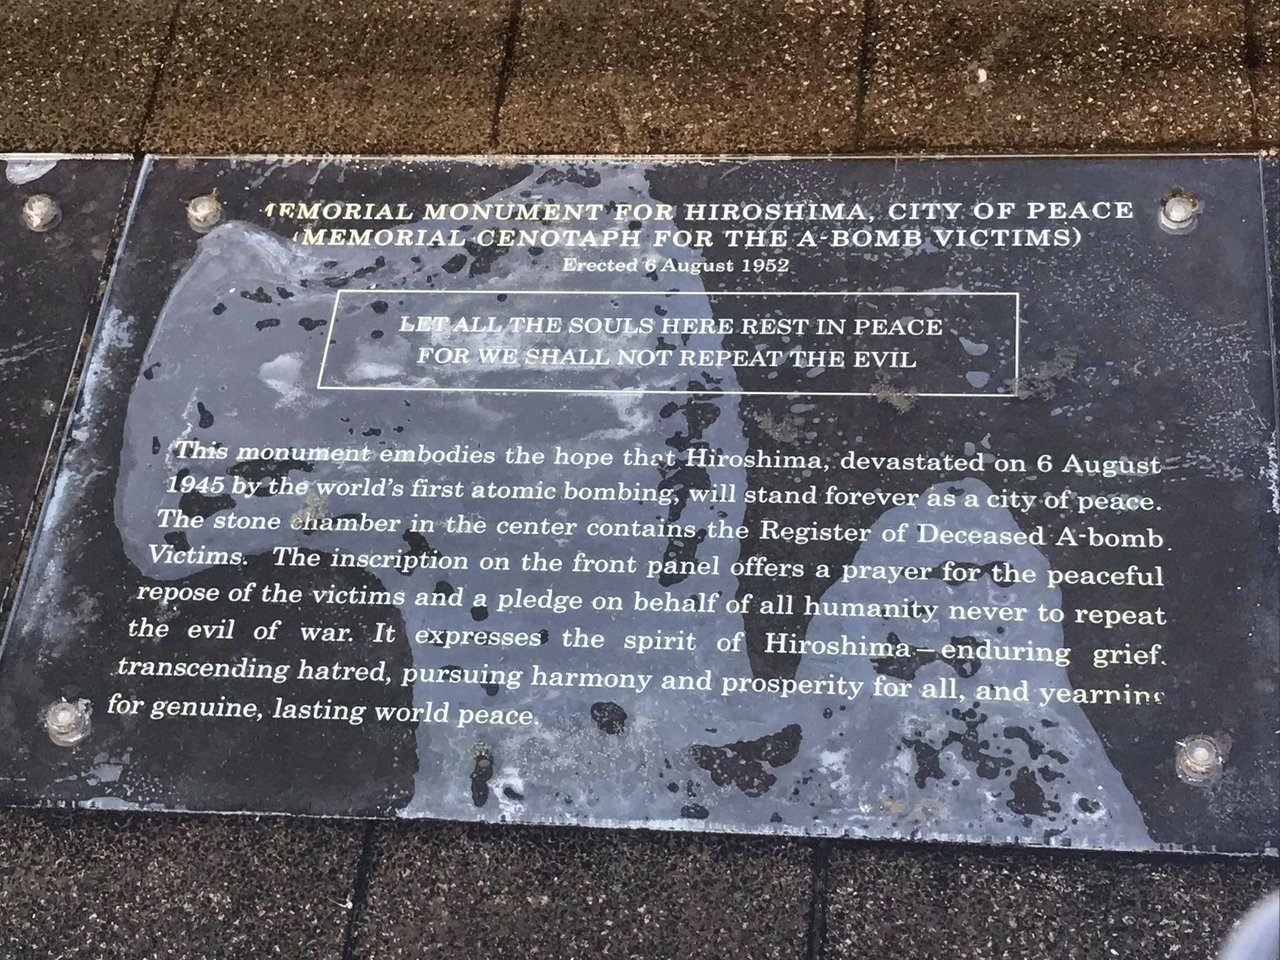 MEMORIAL MONUMENT FOR HIROSHIMA, CITY OF PEACE
(MEMORIAL CENOTAPH FOR THE A-BOMB VICTIMS)
Erected 6 August 1952
LET ALL THE SOULS HERE REST IN PEACE
FOR WE SHALL NOT REPEAT THE EVIL
This monument embodies the hope that Hiroshima, devastated on 6 August
1945 by the world's first atomic bombing, will stand forever as a city of peace.
The stone chamber in the center contains the Register of Deceased A-bomb
Victims. The inscription on the front panel offers a prayer for the peaceful
repose of the victims and a pledge on behalf of all humanity never to repeat
the evil of war. It expresses the spirit of Hiroshima — enduring grief,
transcending hatred, pursuing harmony and prosperity for all, and yearning
for genuine, lasting world peace.